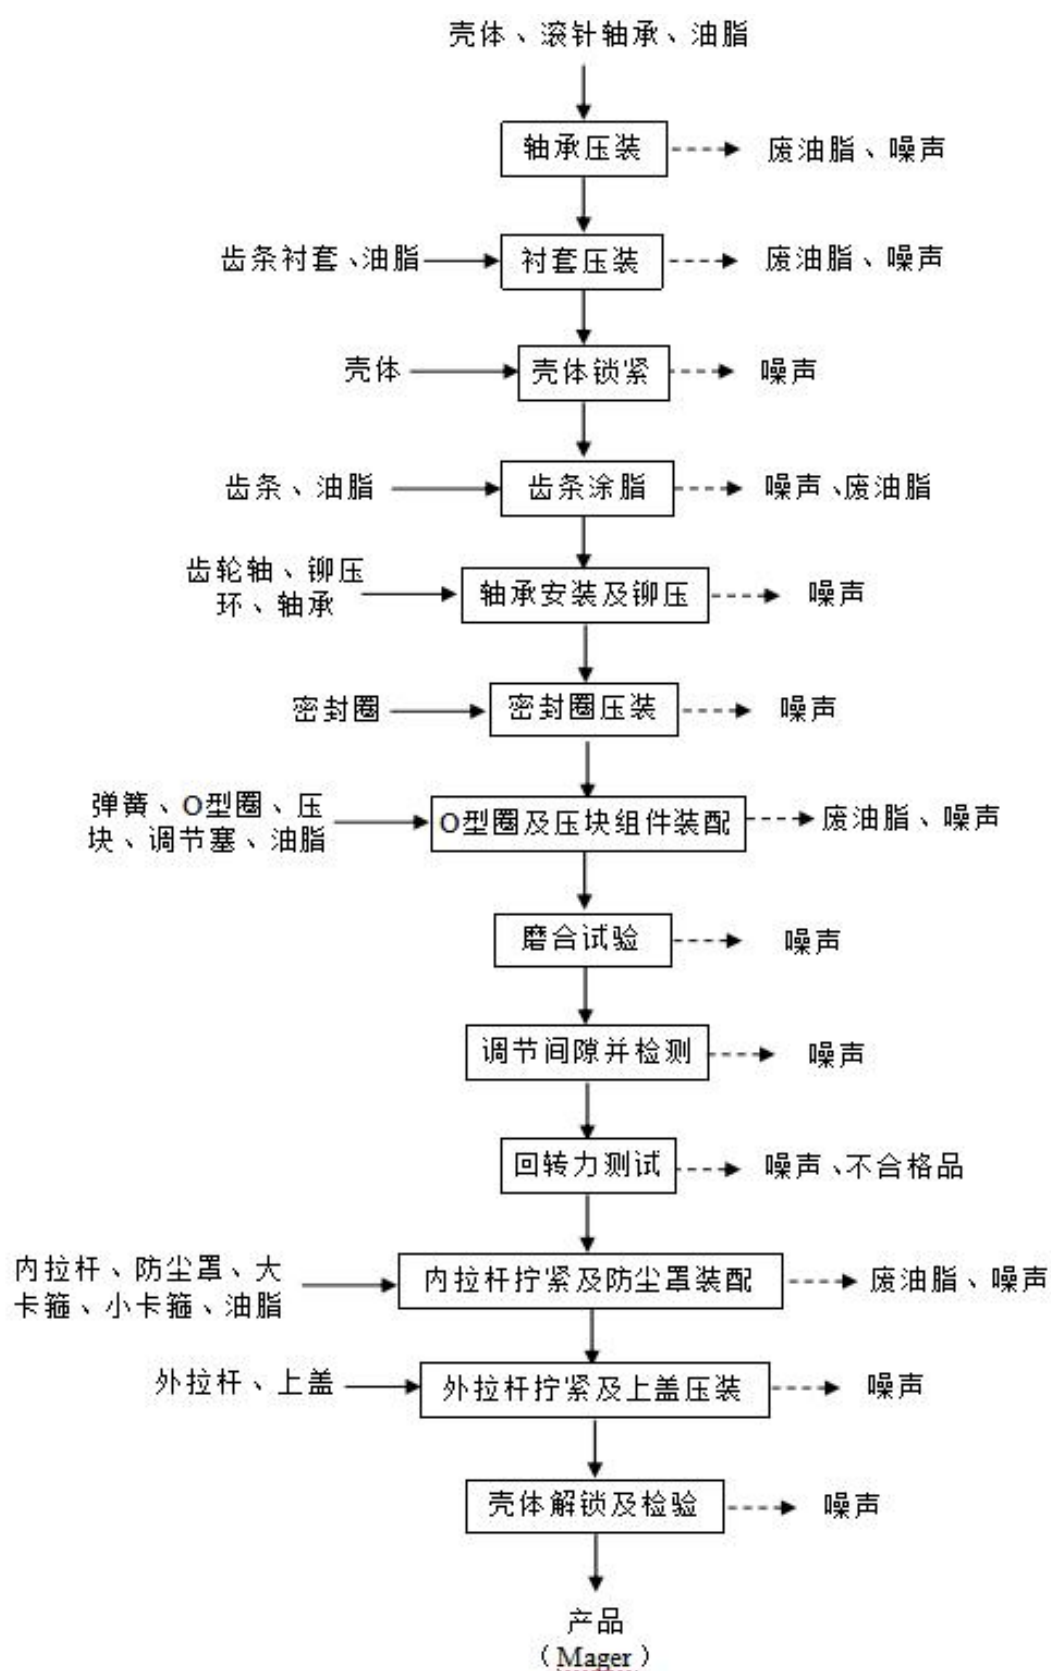 壳体、滚针轴承、油脂
轴承压装
废油脂、噪声
齿条衬套、油脂
衬套压装
废油脂、噪声
壳体
壳体锁紧
噪声
齿条、油脂
齿条涂脂
噪声、废油脂
齿轮轴、铆压
环、轴承
轴承安装及铆压
噪声
密封圈
密封圈压装
噪声
弹簧、O型圈、压
块、调节塞、油脂
O型圈及压块组件装配
废油脂、噪声
磨合试验
噪声
调节间隙并检测
噪声
回转力测试
噪声、不合格品
内拉杆、防尘罩、大
卡箍、小卡箍、油脂
内拉杆拧紧及防尘罩装配
废油脂、噪声
外拉杆、上盖
外拉杆拧紧及上盖压装
噪声
壳体解锁及检验
噪声
产品
（Mager）